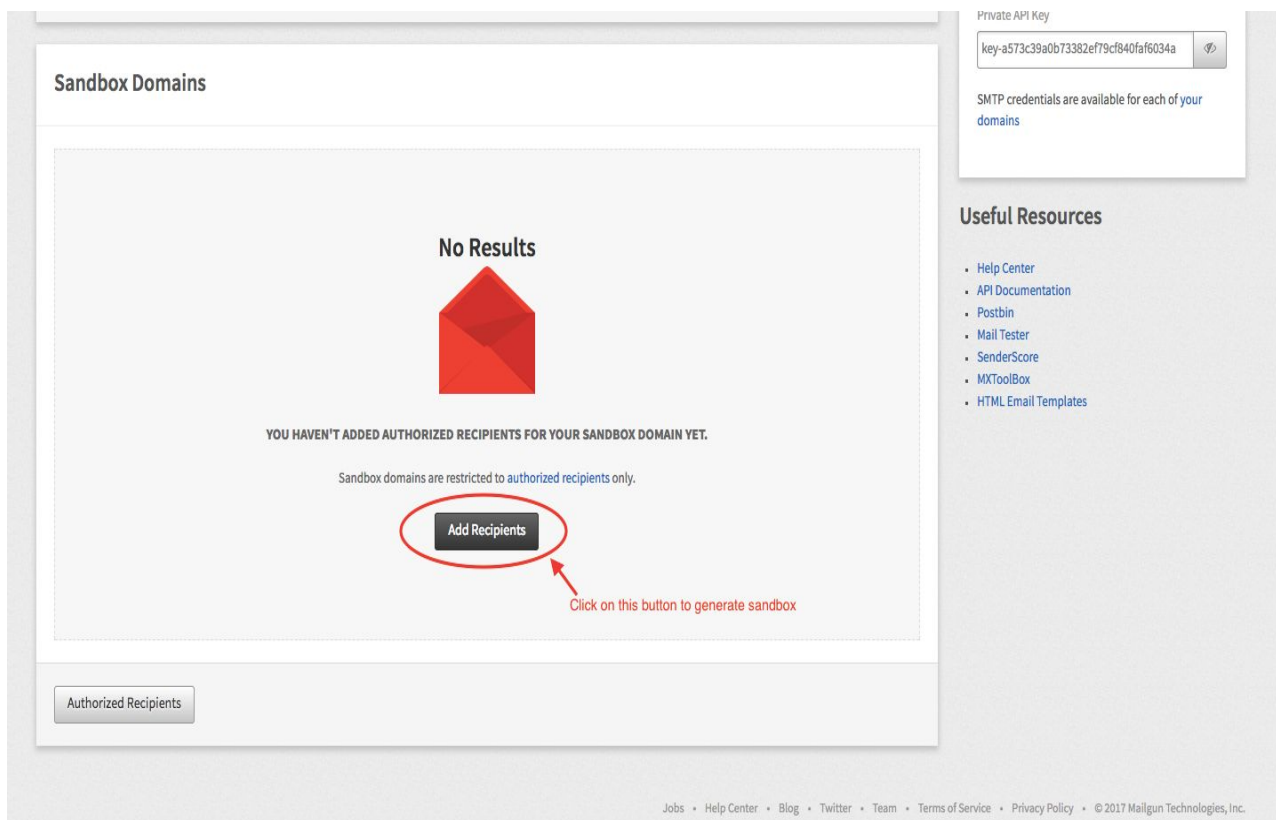 Private API Key
key-a573c39a0b73382ef79cf840faf6034a
SMTP credentials are available for each of your
domains
Sandbox Domains
No Results
YOU HAVEN'T ADDED AUTHORIZED RECIPIENTS FOR YOUR SANDBOX DOMAIN YET.
Sandbox domains are restricted to authorized recipients only.
Add Recipients
Click on this button to generate sandbox
Authorized Recipients
Useful Resources
Help Center
API Documentation
Postbin
Mail Tester
SenderScore
MXToolBox
HTML Email Templates
Jobs • Help Center • Blog • Twitter • Team • Terms of Service • Privacy Policy • © 2017 Mailgun Technologies, Inc.